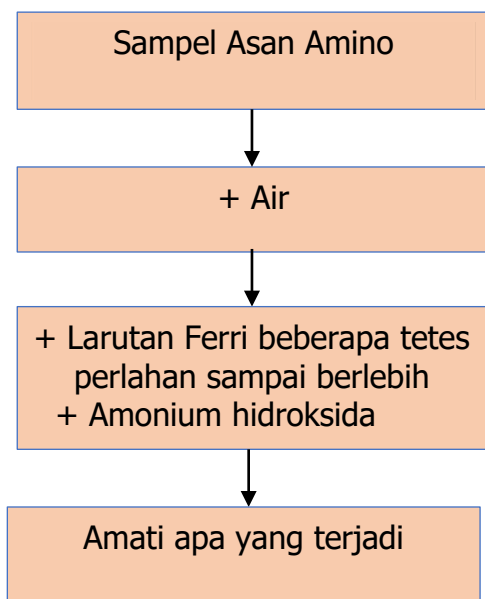 Sampel Asan Amino
+ Air
+ Larutan Ferri beberapa tetes
perlahan sampai berlebih
+ Amonium hidroksida
Amati apa yang terjadi